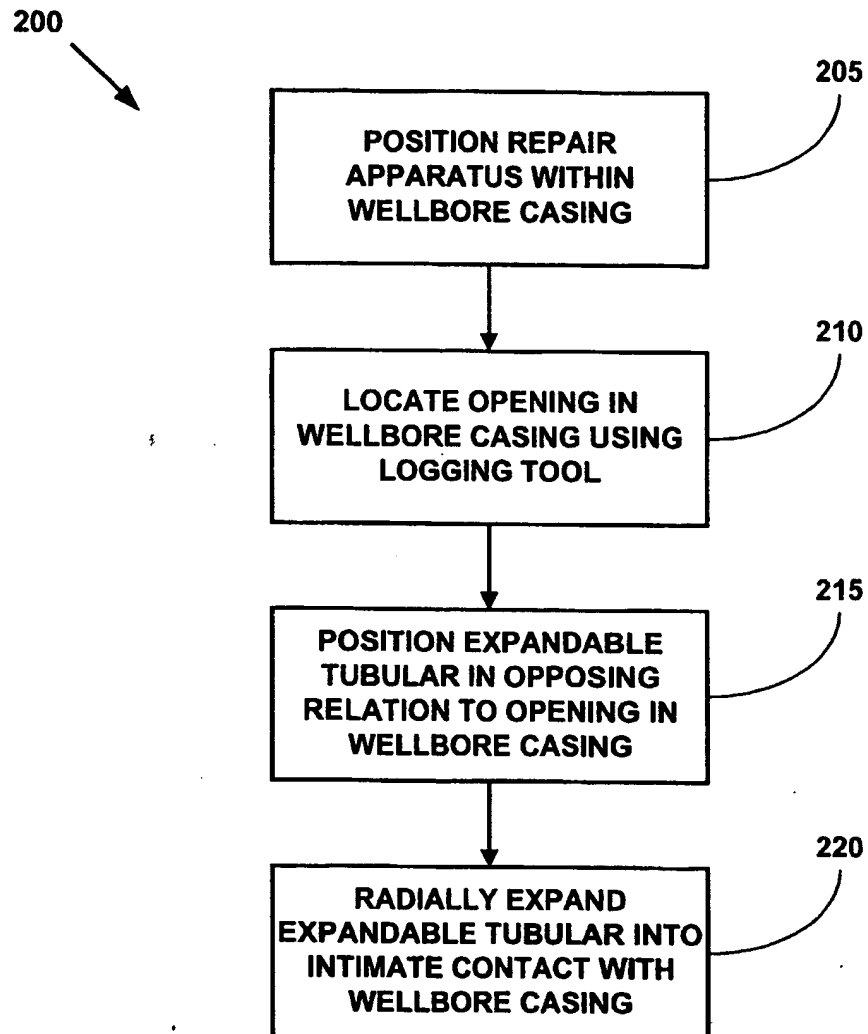 200
205
POSITION REPAIR
APPARATUS WITHIN
WELLBORE CASING
210
LOCATE OPENING IN
WELLBORE CASING USING
LOGGING TOOL
215
POSITION EXPANDABLE
TUBULAR IN OPPOSING
RELATION TO OPENING IN
WELLBORE CASING
220
RADIALLY EXPAND
EXPANDABLE TUBULAR INTO
INTIMATE CONTACT WITH
WELLBORE CASING